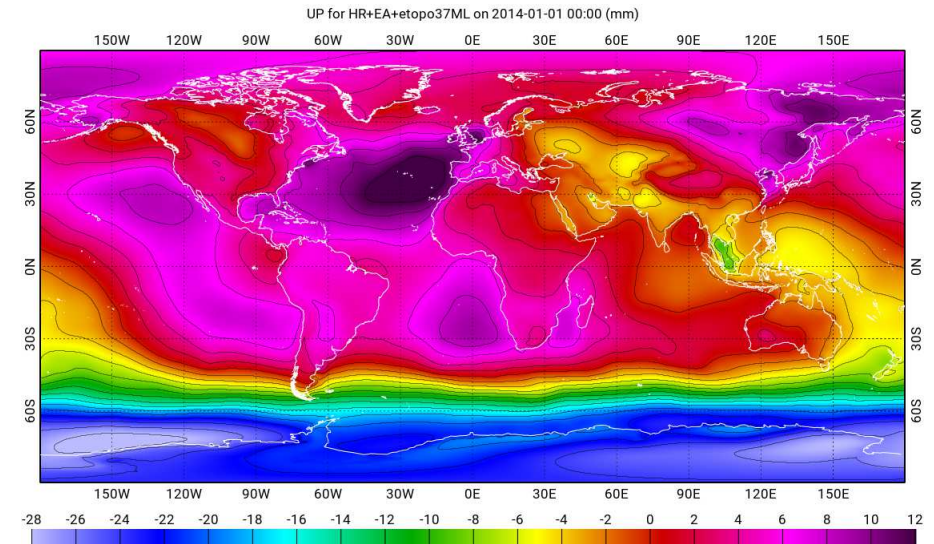 UP for HR+EA+etopo37ML on 2014-01-01 00:00 (mm)
150W 120W 90W 60W 30W 0E 30E 60E 90E 120E 150E
60N 60N
30N 30N
0N 0N
30S 30S
60S 60S
150W 120W 90W 60W 30W 0E 30E 60E 90E 120E 150E
-28 -26 -24 -22 -20 -18 -16 -14 -12 -10 -8 -6 -4 -2 0 2 4 6 8 10 12